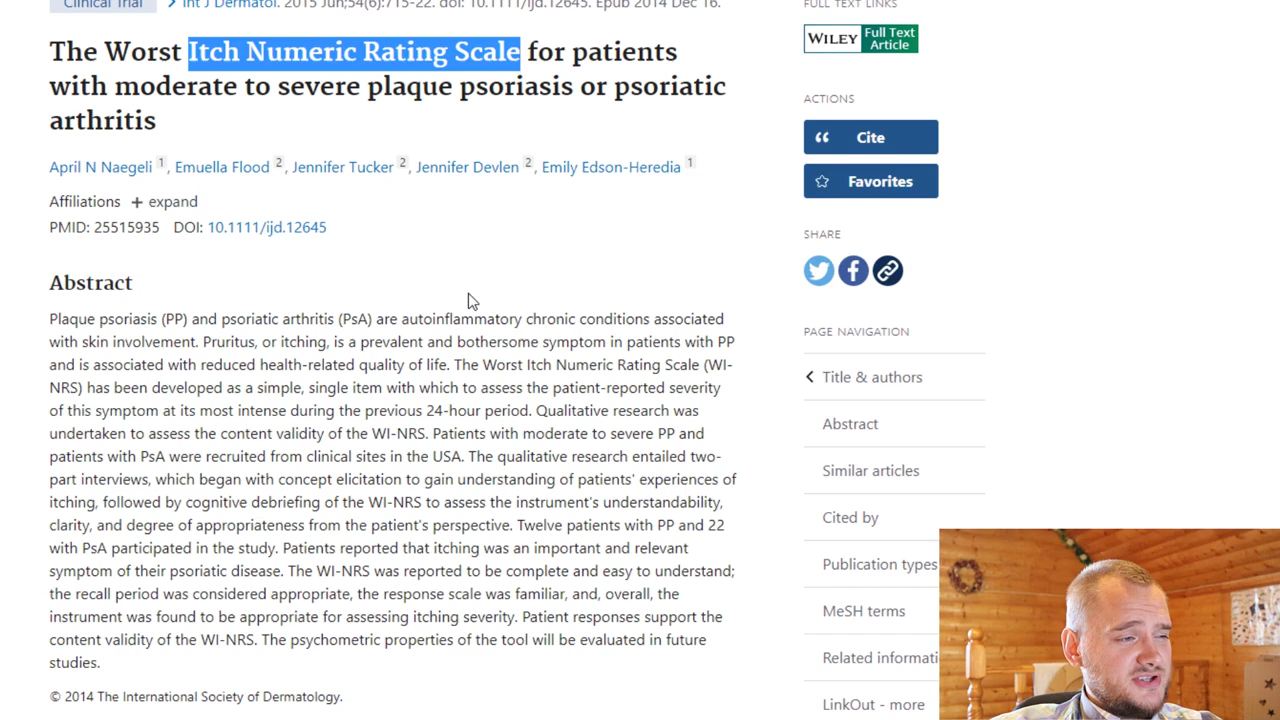 Clinical Trial
Int J Dermatol. 2015 Jun;54(6):715-22. doi: 10.1111/ijd.12645. Epub 2014 Dec 16.
The Worst Itch Numeric Rating Scale for patients
with moderate to severe plaque psoriasis or psoriatic
arthritis
April N Naegeli 1, Emuella Flood 2, Jennifer Tucker 2, Jennifer Devlen 2, Emily Edson-Heredia 1
Affiliations + expand
PMID: 25515935 DOI: 10.1111/ijd.12645
Abstract
Plaque psoriasis (PP) and psoriatic arthritis (PsA) are autoinflammatory chronic conditions associated
with skin involvement. Pruritus, or itching, is a prevalent and bothersome symptom in patients with PP
and is associated with reduced health-related quality of life. The Worst Itch Numeric Rating Scale (WI-
NRS) has been developed as a simple, single item with which to assess the patient-reported severity
of this symptom at its most intense during the previous 24-hour period. Qualitative research was
undertaken to assess the content validity of the WI-NRS. Patients with moderate to severe PP and
patients with PsA were recruited from clinical sites in the USA. The qualitative research entailed two-
part interviews, which began with concept elicitation to gain understanding of patients' experiences of
itching, followed by cognitive debriefing of the WI-NRS to assess the instrument's understandability,
clarity, and degree of appropriateness from the patient's perspective. Twelve patients with PP and 22
with PsA participated in the study. Patients reported that itching was an important and relevant
symptom of their psoriatic disease. The WI-NRS was reported to be complete and easy to understand;
the recall period was considered appropriate, the response scale was familiar, and, overall, the
instrument was found to be appropriate for assessing itching severity. Patient responses support the
content validity of the WI-NRS. The psychometric properties of the tool will be evaluated in future
studies.
© 2014 The International Society of Dermatology.
FULL TEXT LINKS
WILEY Full Text
Article
ACTIONS
Cite
Favorites
SHARE
PAGE NAVIGATION
Title & authors
Abstract
Similar articles
Cited by
Publication types
MeSH terms
Related informati
LinkOut - more